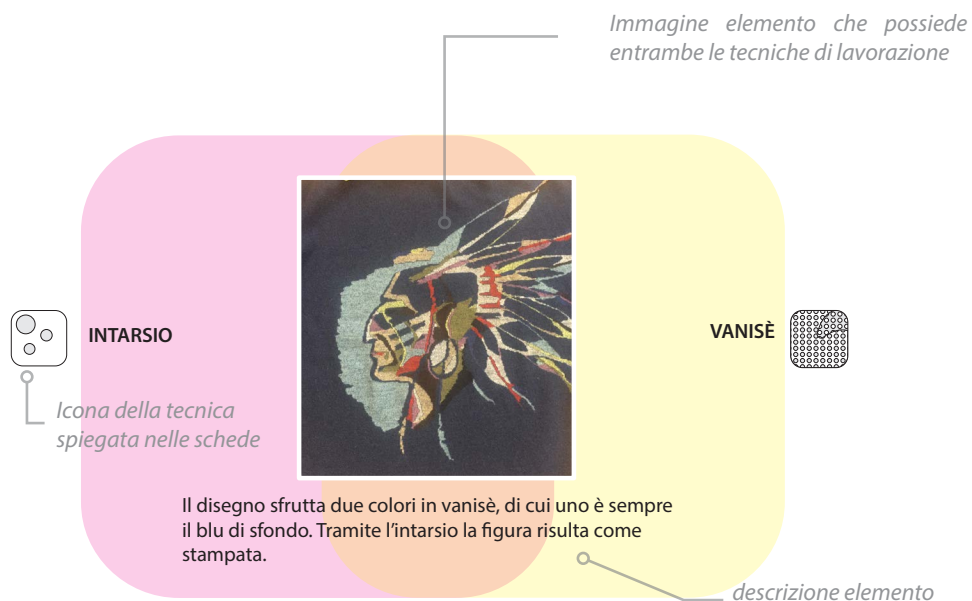 Immagine elemento che possiede
entrambe le tecniche di lavorazione
INTARSIO
VANISÈ
Icona della tecnica
spiegata nelle schede
Il disegno sfrutta due colori in vanisè, di cui uno è sempre
il blu di sfondo. Tramite l'intarsio la figura risulta come
stampata.
descrizione elemento